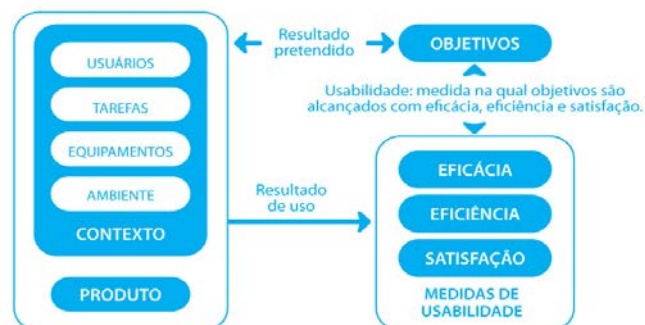 USUÁRIOS
TAREFAS
EQUIPAMENTOS
AMBIENTE
CONTEXTO
PRODUTO
Resultado
pretendido
OBJETIVOS
Usabilidade: medida na qual objetivos são
alcançados com eficácia, eficiência e satisfação.
Resultado
de uso
EFICÁCIA
EFICIÊNCIA
SATISFAÇÃO
MEDIDAS DE
USABILIDADE